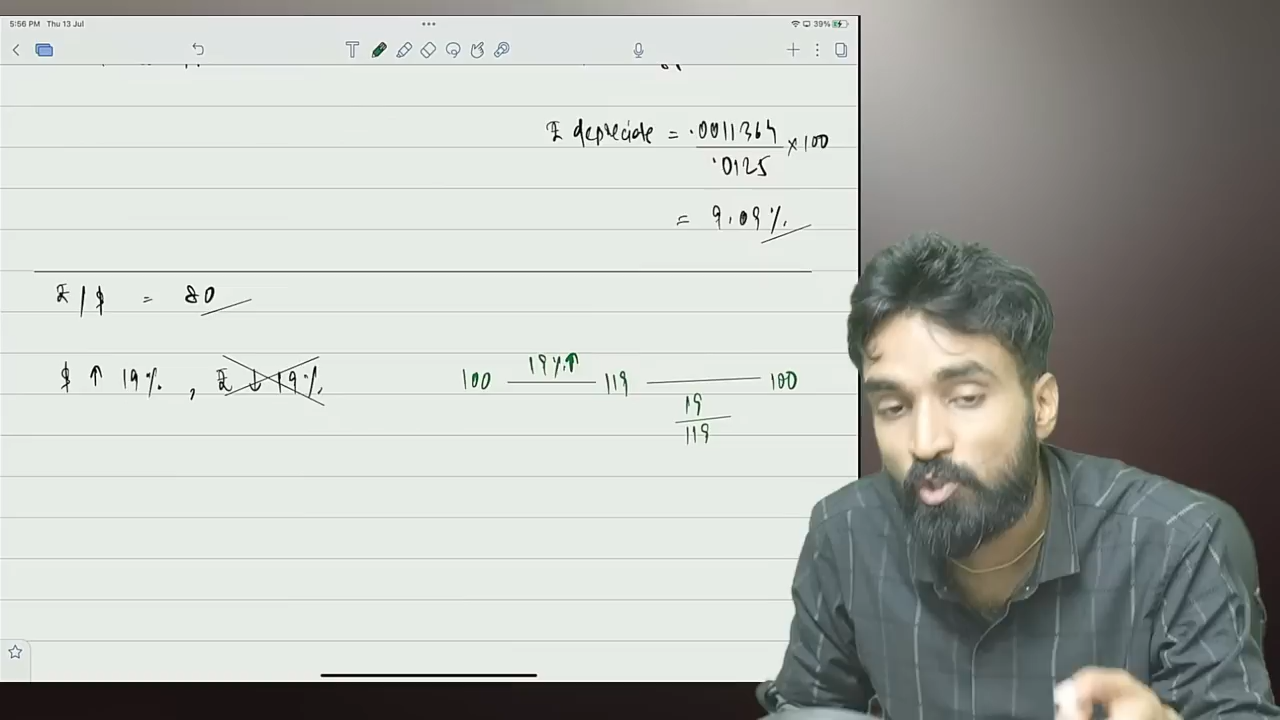 5:56 PM Thu 13 Jul
39%
T
₹ depreciate = .0011364 / .0125 × 100
= 9.09%
₹/$ = 80
$ ↑ 19%, ₹ ↓ 19%
100 19%↑ 119 19/119 100